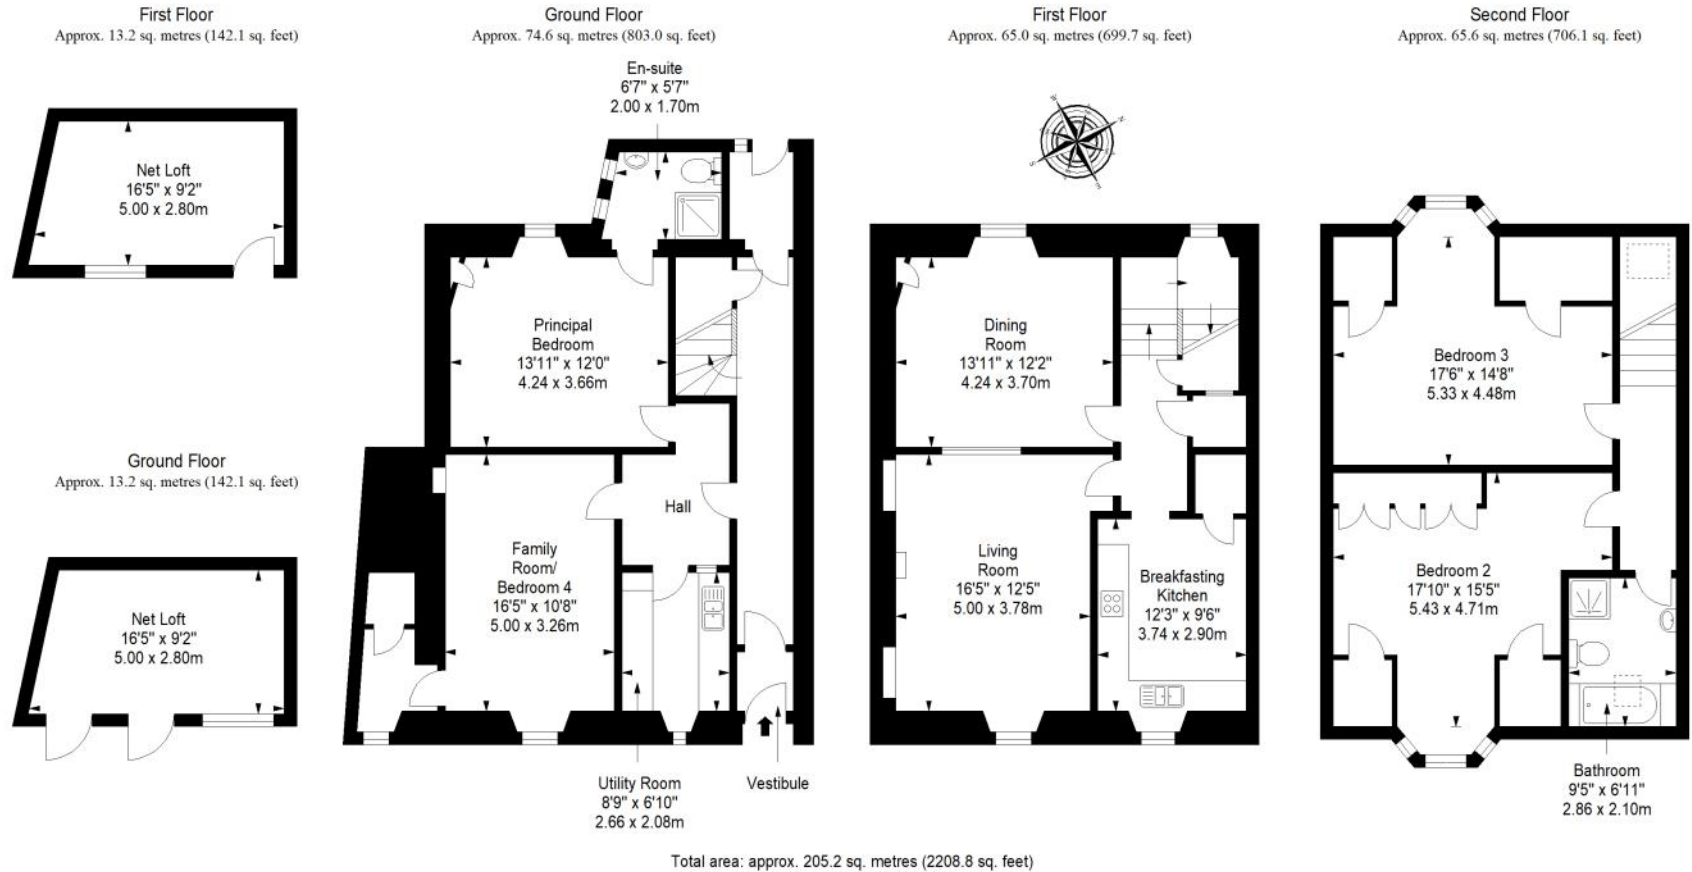 First Floor
Approx. 13.2 sq. metres (142.1 sq. feet)
Net Loft
16'5" x 9'2"
5.00 x 2.80m
Ground Floor
Approx. 13.2 sq. metres (142.1 sq. feet)
Net Loft
16'5" x 9'2"
5.00 x 2.80m
Ground Floor
Approx. 74.6 sq. metres (803.0 sq. feet)
En-suite
6'7" x 5'7"
2.00 x 1.70m
Principal
Bedroom
13'11" x 12'0"
4.24 x 3.66m
Hall
Family
Room/
Bedroom 4
16'5" x 10'8"
5.00 x 3.26m
Utility Room
8'9" x 6'10"
2.66 x 2.08m
Vestibule
First Floor
Approx. 65.0 sq. metres (699.7 sq. feet)
W
N
S
E
Dining
Room
13'11" x 12'2"
4.24 x 3.70m
Living
Room
16'5" x 12'5"
5.00 x 3.78m
Breakfasting
Kitchen
12'3" x 9'6"
3.74 x 2.90m
Second Floor
Approx. 65.6 sq. metres (706.1 sq. feet)
Bedroom 3
17'6" x 14'8"
5.33 x 4.48m
Bedroom 2
17'10" x 15'5"
5.43 x 4.71m
Bathroom
9'5" x 6'11"
2.86 x 2.10m
Total area: approx. 205.2 sq. metres (2208.8 sq. feet)